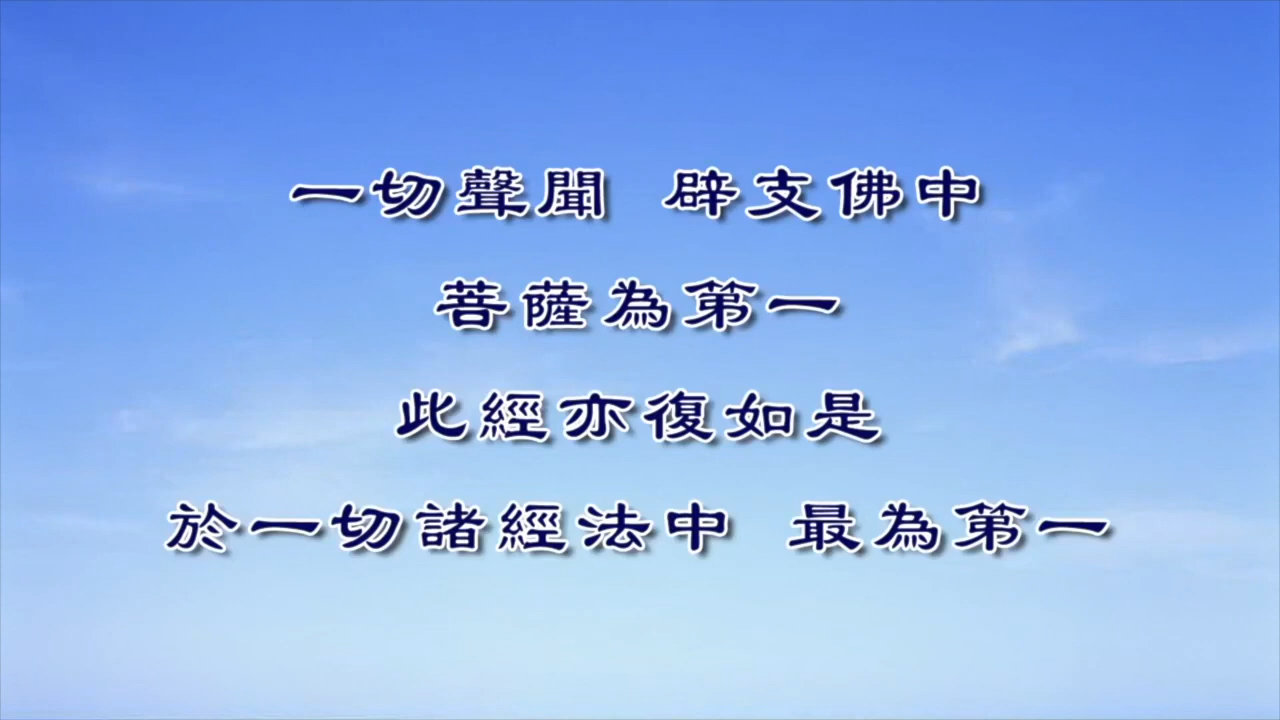 一切聲聞 辟支佛中
菩薩為第一
此經亦復如是
於一切諸經法中 最為第一